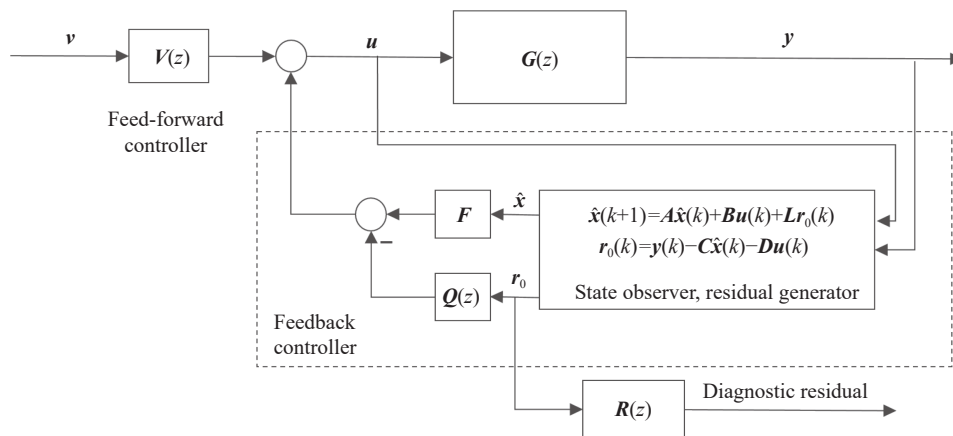 v
V(z)
u
G(z)
y
Feed-forward
controller
F
x̂
x̂(k+1)=Ax̂(k)+Bu(k)+Lr₀(k)
r₀(k)=y(k)−Cx̂(k)−Du(k)
State observer, residual generator
−
Q(z)
r₀
Feedback
controller
R(z)
Diagnostic residual